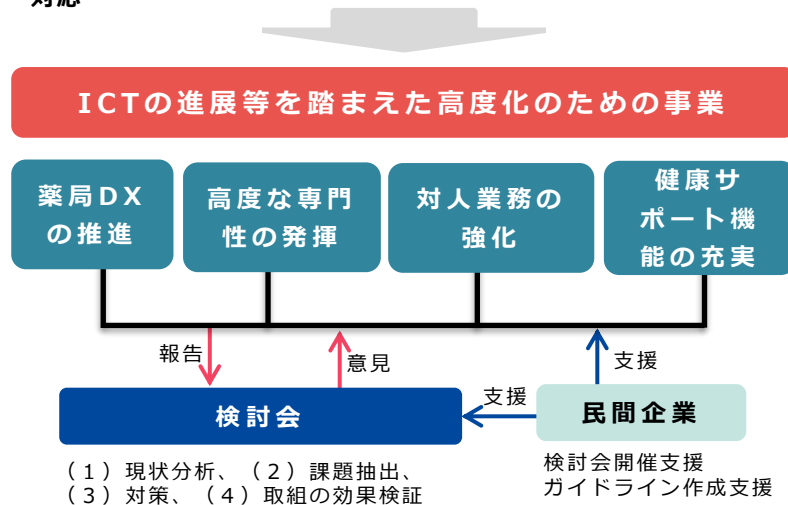 対応
ICTの進展等を踏まえた高度化のための事業
薬局DX
の推進
高度な専門
性の発揮
対人業務の
強化
健康サ
ポート機
能の充実
報告
意見
支援
支援
検討会
民間企業
（１）現状分析、（２）課題抽出、
（３）対策、（４）取組の効果検証
検討会開催支援
ガイドライン作成支援